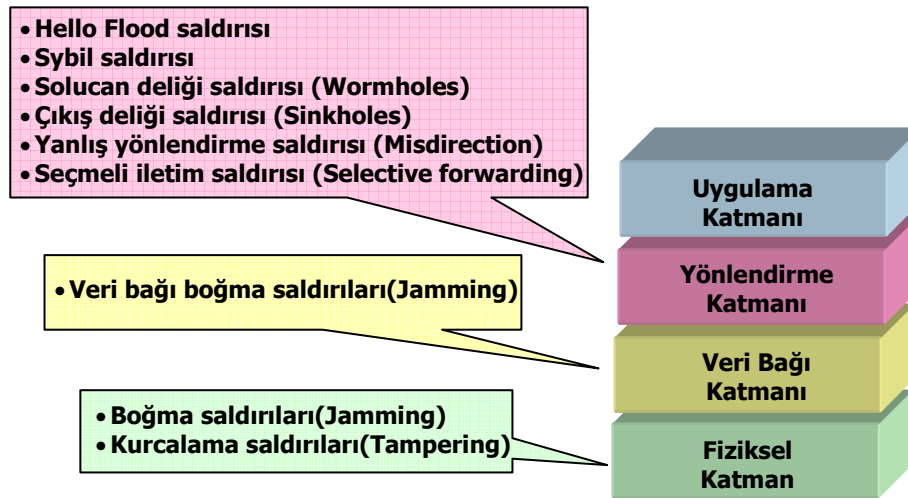 • Hello Flood saldırısı
• Sybil saldırısı
• Solucan deliği saldırısı (Wormholes)
• Çıkış deliği saldırısı (Sinkholes)
• Yanlış yönlendirme saldırısı (Misdirection)
• Seçmeli iletim saldırısı (Selective forwarding)
Uygulama
Katmanı
Yönlendirme
Katmanı
• Veri bağı boğma saldırıları(Jamming)
Veri Bağı
Katmanı
• Boğma saldırıları(Jamming)
• Kurcalama saldırıları(Tampering)
Fiziksel
Katman